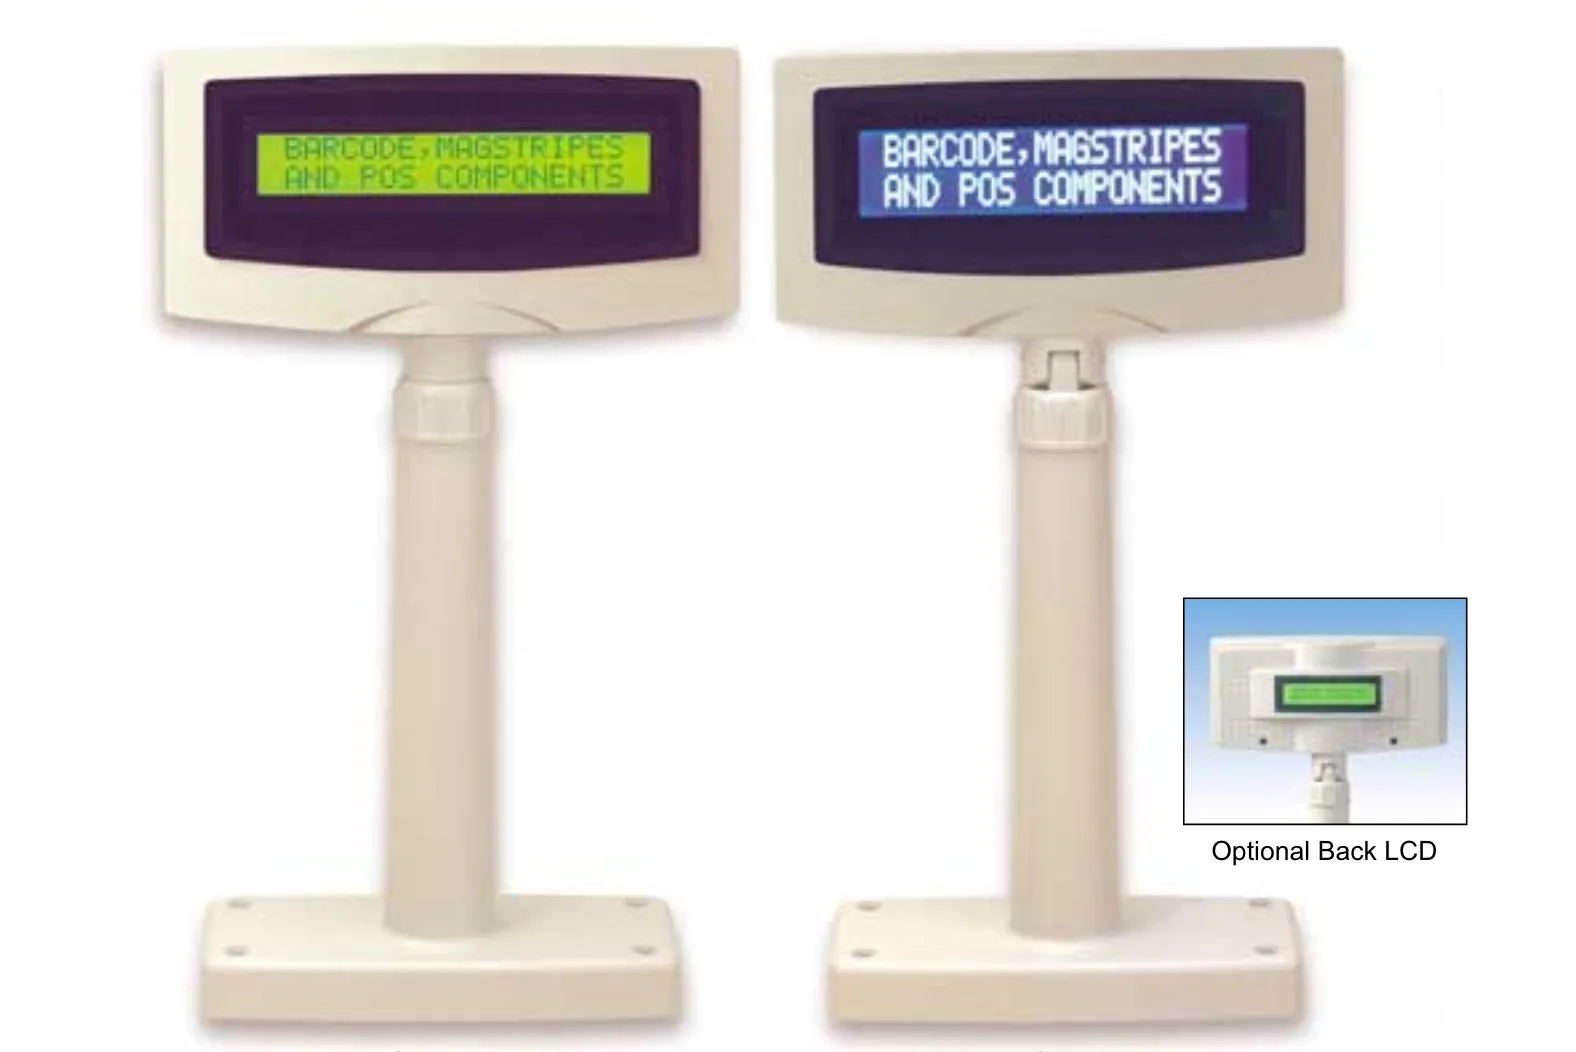 BARCODE,MAGSTRIPES
AND POS COMPONENTS
BARCODE,MAGSTRIPES
AND POS COMPONENTS
Optional Back LCD